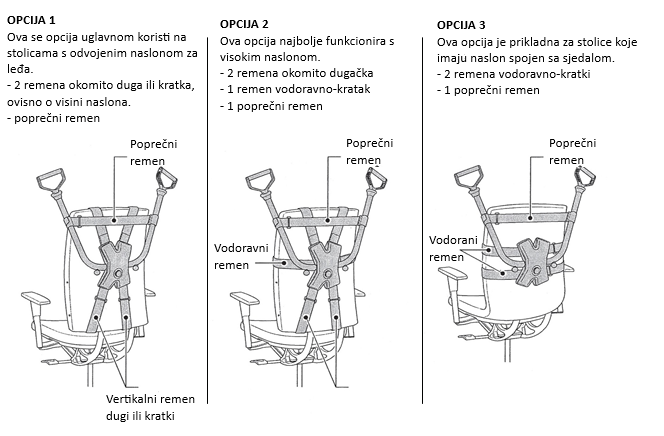 OPCIJA 1
Ova se opcija uglavnom koristi na
stolicama s odvojenim naslonom za
leđa.
- 2 remena okomito duga ili kratka,
ovisno o visini naslona.
- poprečni remen
Poprečni
remen
Vertikalni remen
dugi ili kratki
OPCIJA 2
Ova opcija najbolje funkcionira s
visokim naslonom.
- 2 remena okomito dugačka
- 1 remen vodoravno-kratak
- 1 poprečni remen
Poprečni
remen
Vodoravni
remen
OPCIJA 3
Ova opcija je prikladna za stolice koje
imaju naslon spojen sa sjedalom.
- 2 remena vodoravno-kratki
- 1 poprečni remen
Poprečni
remen
Vodorani
remen